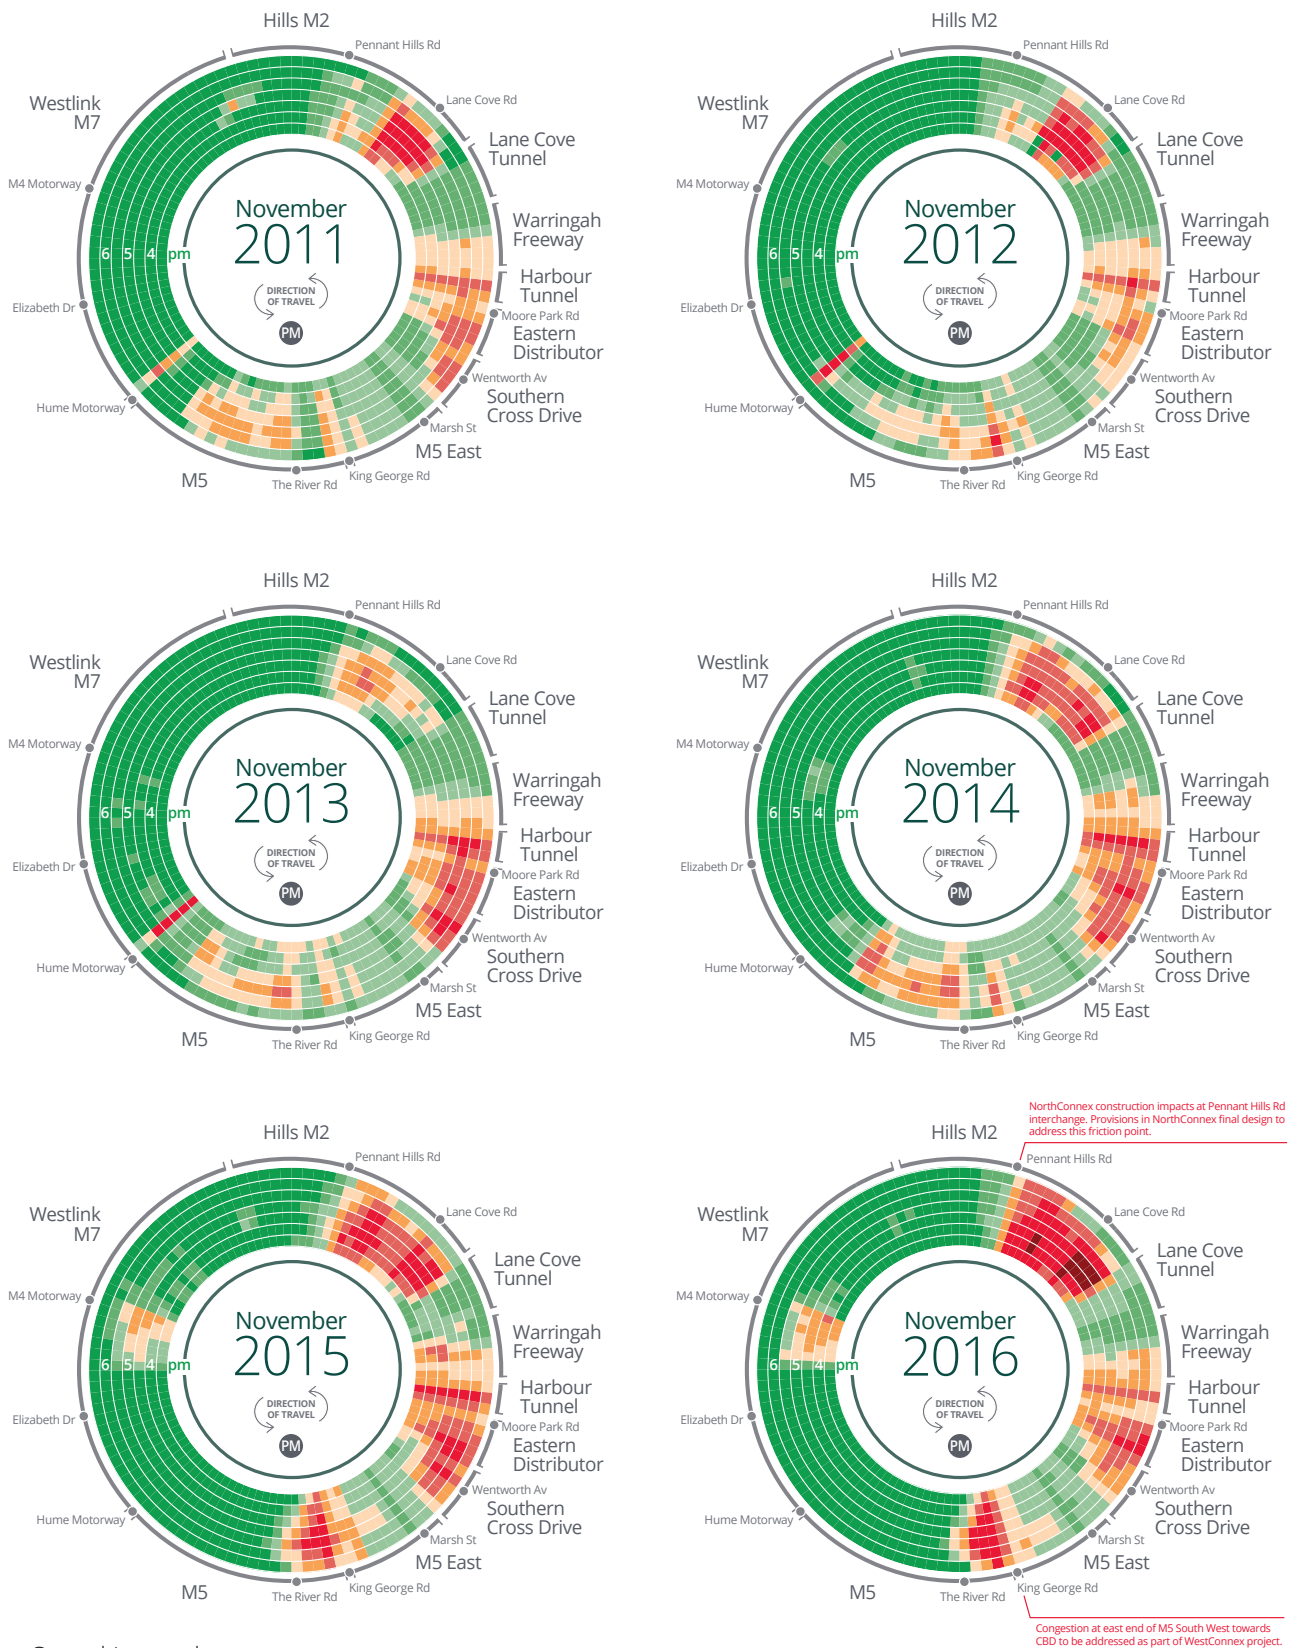 Hills M2
Pennant Hills Rd
Lane Cove Rd
Lane Cove
Tunnel
Warringah
Freeway
Harbour
Tunnel
Moore Park Rd
Eastern
Distributor
Wentworth Av
Southern
Cross Drive
Marsh St
M5 East
King George Rd
The River Rd
M5
Hume Motorway
Elizabeth Dr
M4 Motorway
Westlink
M7
6 5 4 pm
November
2011
DIRECTION
OF TRAVEL
PM
Hills M2
Pennant Hills Rd
Lane Cove Rd
Lane Cove
Tunnel
Warringah
Freeway
Harbour
Tunnel
Moore Park Rd
Eastern
Distributor
Wentworth Av
Southern
Cross Drive
Marsh St
M5 East
King George Rd
The River Rd
M5
Hume Motorway
Elizabeth Dr
M4 Motorway
Westlink
M7
6 5 4 pm
November
2012
DIRECTION
OF TRAVEL
PM
Hills M2
Pennant Hills Rd
Lane Cove Rd
Lane Cove
Tunnel
Warringah
Freeway
Harbour
Tunnel
Moore Park Rd
Eastern
Distributor
Wentworth Av
Southern
Cross Drive
Marsh St
M5 East
King George Rd
The River Rd
M5
Hume Motorway
Elizabeth Dr
M4 Motorway
Westlink
M7
6 5 4 pm
November
2013
DIRECTION
OF TRAVEL
PM
Hills M2
Pennant Hills Rd
Lane Cove Rd
Lane Cove
Tunnel
Warringah
Freeway
Harbour
Tunnel
Moore Park Rd
Eastern
Distributor
Wentworth Av
Southern
Cross Drive
Marsh St
M5 East
King George Rd
The River Rd
M5
Hume Motorway
Elizabeth Dr
M4 Motorway
Westlink
M7
6 5 4 pm
November
2014
DIRECTION
OF TRAVEL
PM
Hills M2
Pennant Hills Rd
Lane Cove Rd
Lane Cove
Tunnel
Warringah
Freeway
Harbour
Tunnel
Moore Park Rd
Eastern
Distributor
Wentworth Av
Southern
Cross Drive
Marsh St
M5 East
King George Rd
The River Rd
M5
Hume Motorway
Elizabeth Dr
M4 Motorway
Westlink
M7
6 5 4 pm
November
2015
DIRECTION
OF TRAVEL
PM
NorthConnex construction impacts at Pennant Hills Rd
interchange. Provisions in NorthConnex final design to
address this friction point.
Hills M2
Pennant Hills Rd
Lane Cove Rd
Lane Cove
Tunnel
Warringah
Freeway
Harbour
Tunnel
Moore Park Rd
Eastern
Distributor
Wentworth Av
Southern
Cross Drive
Marsh St
M5 East
King George Rd
The River Rd
M5
Hume Motorway
Elizabeth Dr
M4 Motorway
Westlink
M7
6 5 4 pm
November
2016
DIRECTION
OF TRAVEL
PM
Congestion at east end of M5 South West towards
CBD to be addressed as part of WestConnex project.